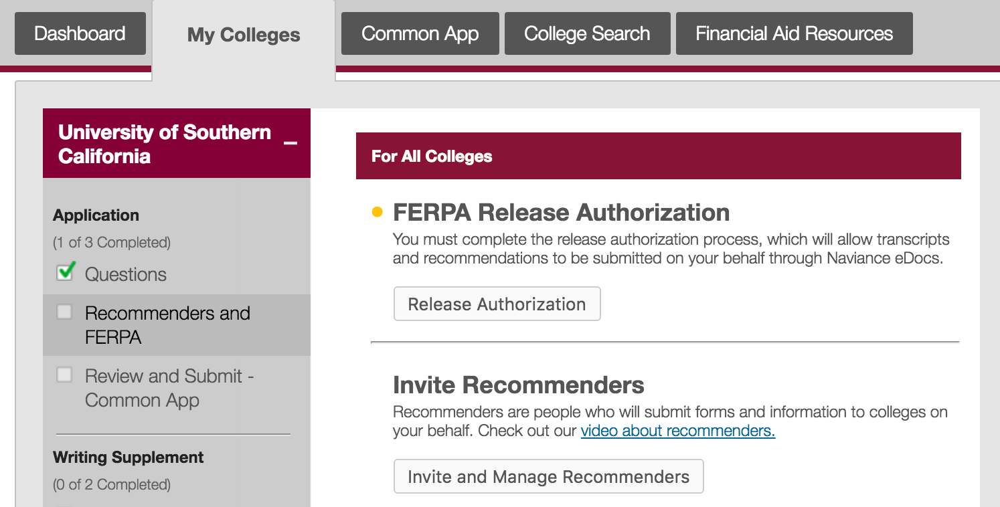 Dashboard
My Colleges
Common App
College Search
Financial Aid Resources
University of Southern
California
Application
(1 of 3 Completed)
Questions
Recommenders and
FERPA
Review and Submit -
Common App
Writing Supplement
(0 of 2 Completed)
For All Colleges
FERPA Release Authorization
You must complete the release authorization process, which will allow transcripts
and recommendations to be submitted on your behalf through Naviance eDocs.
Release Authorization
Invite Recommenders
Recommenders are people who will submit forms and information to colleges on
your behalf. Check out our video about recommenders.
Invite and Manage Recommenders